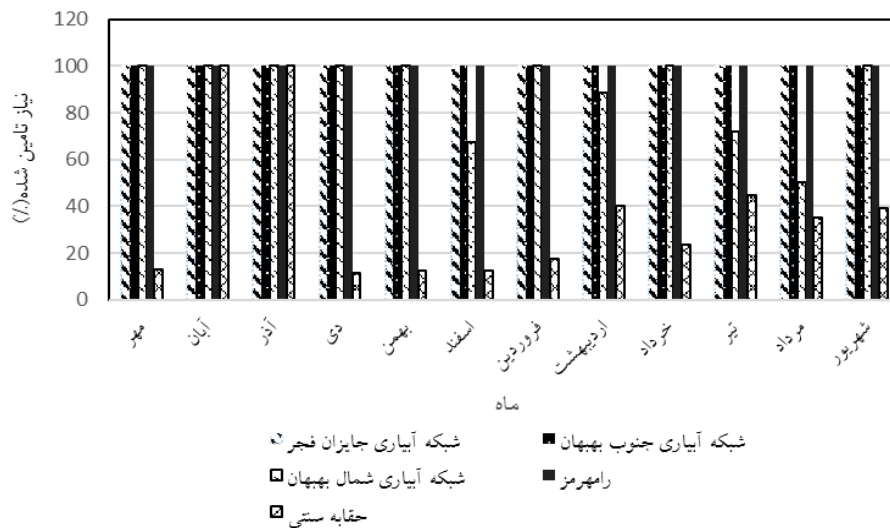 120
100
80
60
40
20
0
نیاز تامین شده(٪)
مهر
آبان
آذر
دی
بهمن
اسفند
فروردین
اردیبهشت
خرداد
تیر
مرداد
شهریور
ماه
شبکه آبیاری جایزان فجر
شبکه آبیاری جنوب بهبهان
شبکه آبیاری شمال بهبهان
رامهرمز
حقابه سنتی